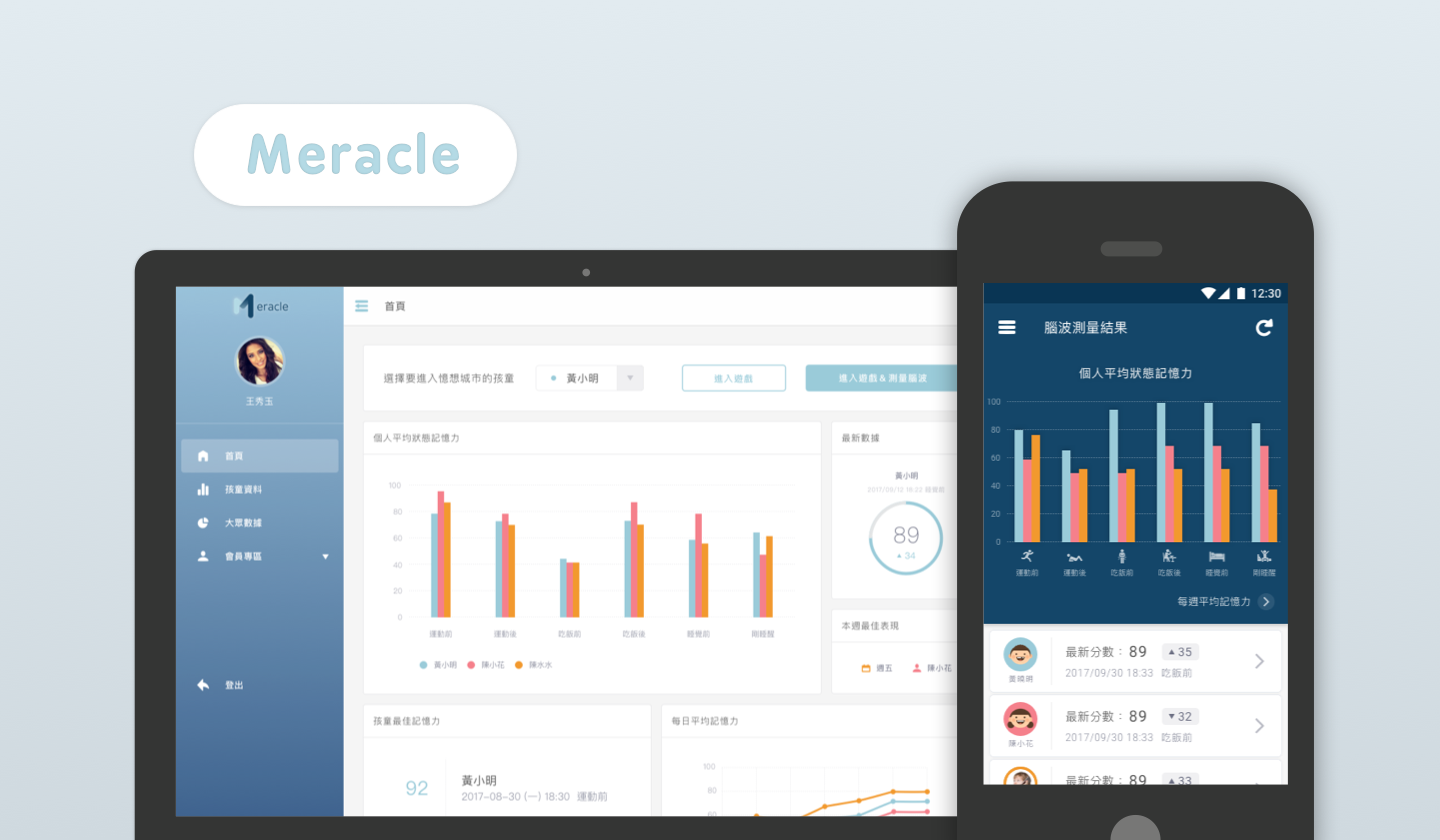 Meracle
Meracle
王秀玉
首頁
孩童資料
大眾數據
會員專區
登出
首頁
選擇要進入憶想城市的孩童
黃小明
進入遊戲
進入遊戲 & 測量腦波
個人平均狀態記憶力
100
80
60
40
20
0
運動前 運動後 吃飯前 吃飯後 睡覺前 剛睡醒
黃小明 陳小花 陳水水
最新數據
黃小明
2017/09/12 18:22 睡覺前
89
34
本週最佳表現
週五 陳小花
孩童最佳記憶力
92
黃小明
2017-08-30 (一) 18:30 運動前
每日平均記憶力
100
80
60
12:30
腦波測量結果
個人平均狀態記憶力
100
80
60
40
20
0
運動前 運動後 吃飯前 吃飯後 睡覺前 剛睡醒
每週平均記憶力
最新分數：89 ▲35
2017/09/30 18:33 吃飯前
最新分數：89 ▼32
2017/09/30 18:33 吃飯前
陳小花
最新分數：89 ▲33